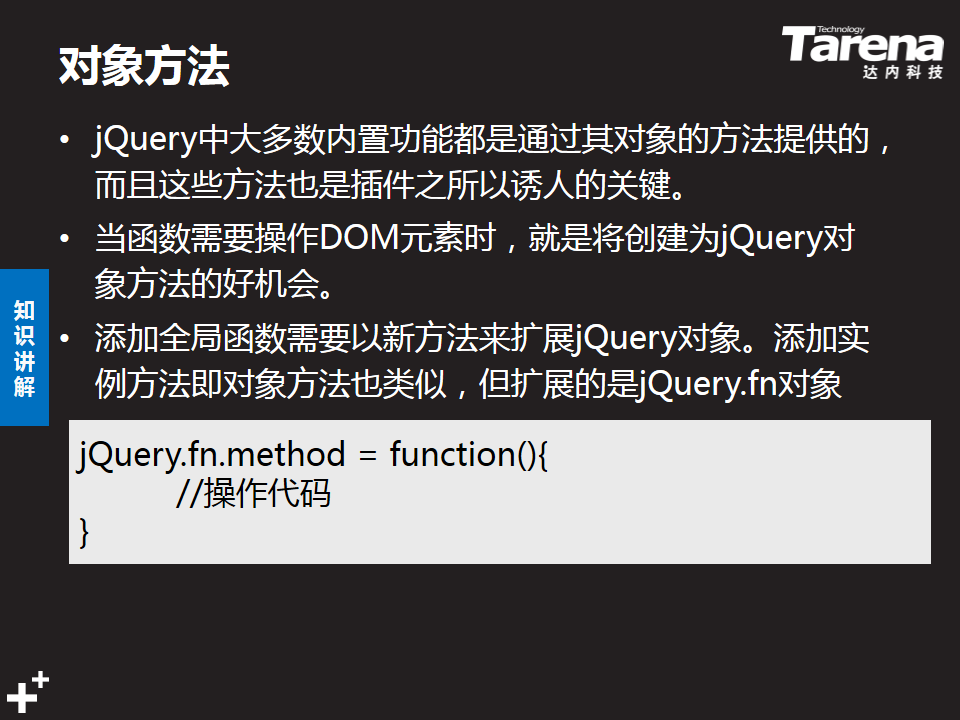 对象方法
Technology
Tarena
达内科技
• jQuery中大多数内置功能都是通过其对象的方法提供的，
而且这些方法也是插件之所以诱人的关键。
• 当函数需要操作DOM元素时，就是将创建为jQuery对
象方法的好机会。
• 添加全局函数需要以新方法来扩展jQuery对象。添加实
例方法即对象方法也类似，但扩展的是jQuery.fn对象
知识讲解
jQuery.fn.method = function(){
//操作代码
}